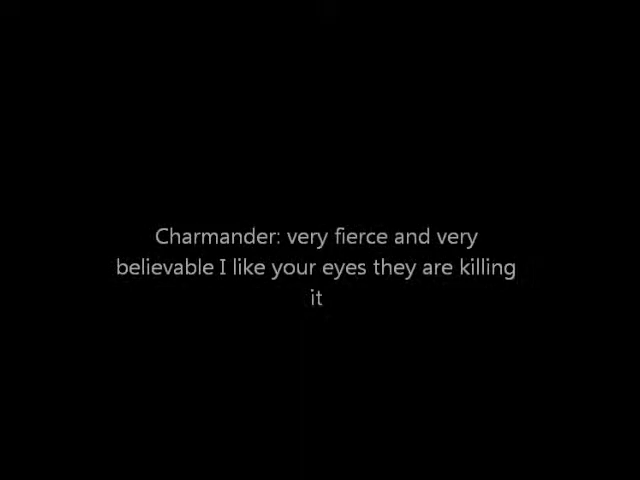 Charmander: very fierce and very
believable I like your eyes they are killing
it